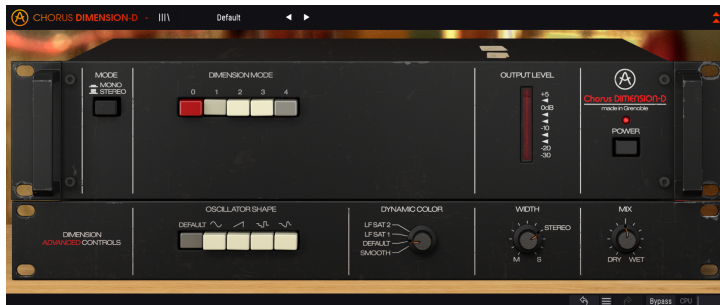 CHORUS DIMENSION-D
Default
MODE
MONO
STEREO
DIMENSION MODE
0 1 2 3 4
OUTPUT LEVEL
+5
0dB
-10
-20
-30
Chorus DIMENSION-D
made in Grenoble
POWER
DIMENSION
ADVANCED CONTROLS
OSCILLATOR SHAPE
DEFAULT
DYNAMIC COLOR
LF SAT 2
LF SAT 1
DEFAULT
SMOOTH
WIDTH
STEREO
M S
MIX
DRY WET
Bypass CPU